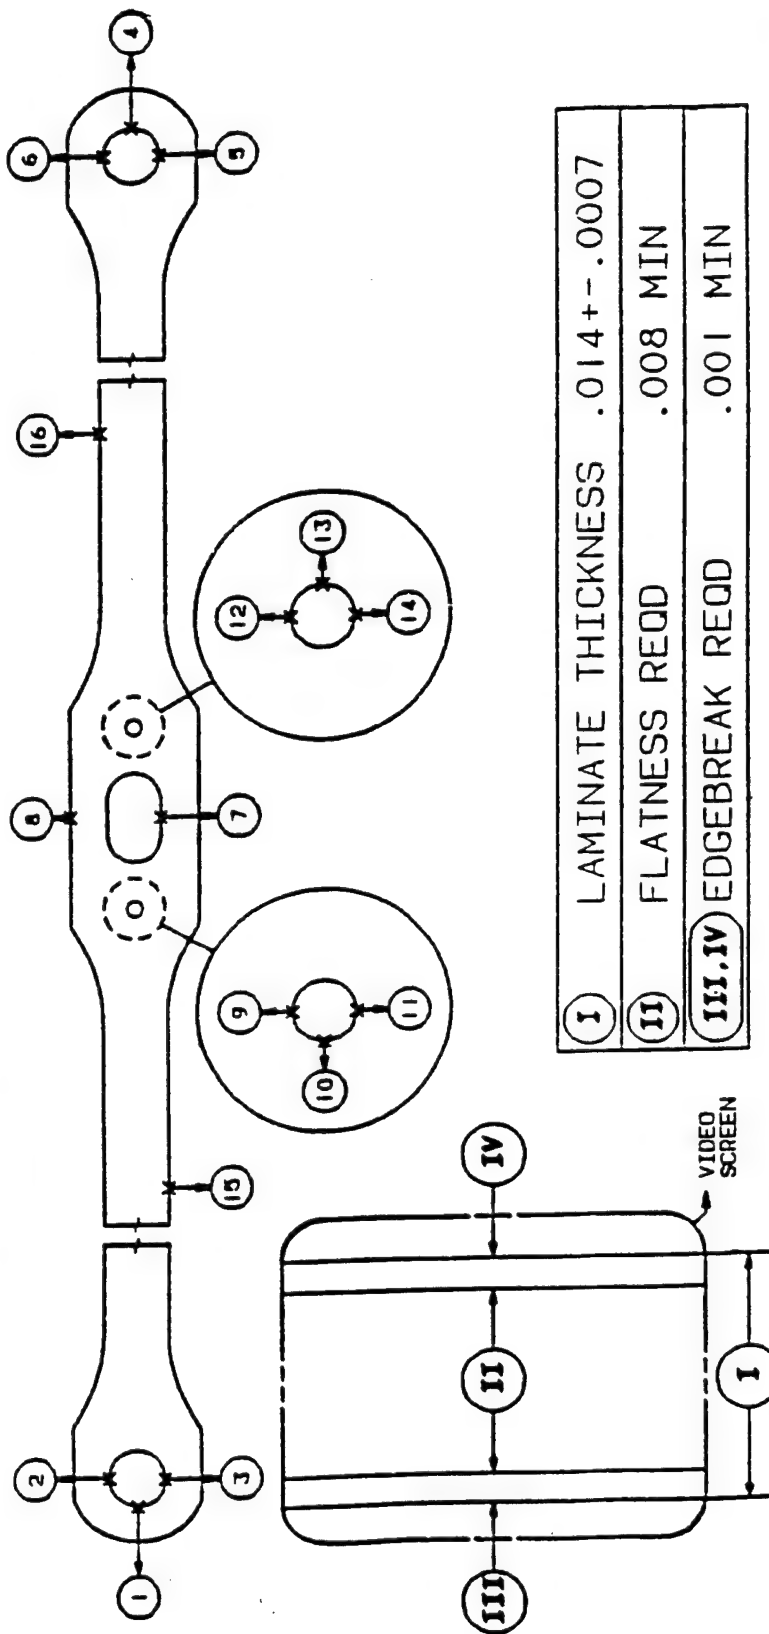 6
4
5
16
8
7
12
13
14
9
10
11
15
2
1
3
I LAMINATE THICKNESS .014+-.0007
II FLATNESS REQD .008 MIN
III,IV EDGEBREAK REQD .001 MIN
III
II
IV
I
VIDEO
SCREEN